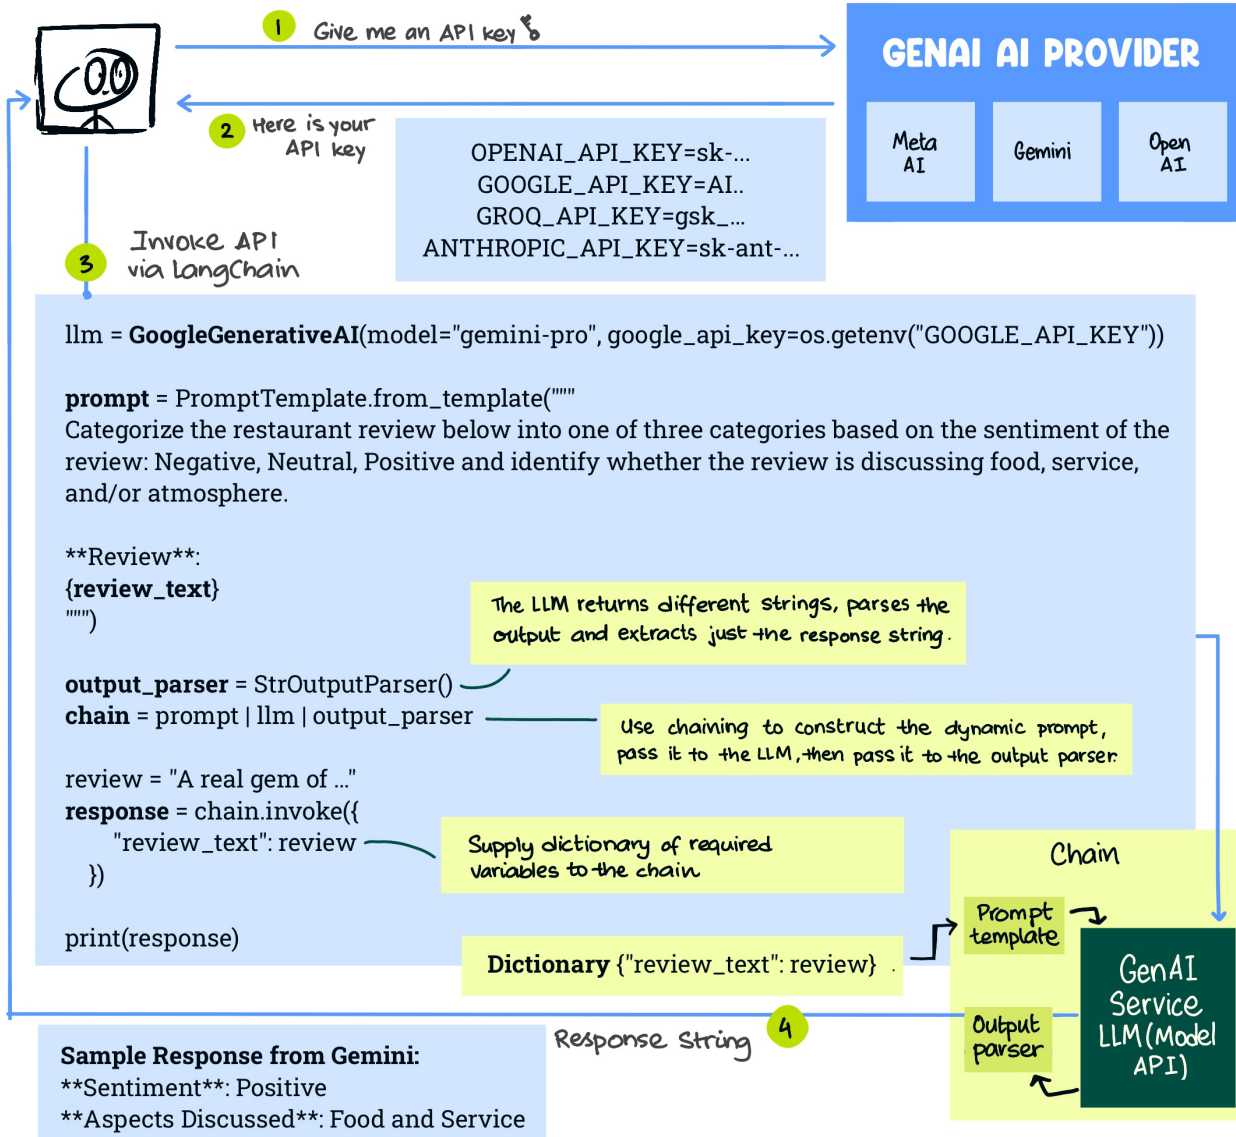 1 Give me an API key
GENAI AI PROVIDER
Meta
AI
Gemini
Open
AI
2 Here is your
API key
OPENAI_API_KEY=sk-...
GOOGLE_API_KEY=AI..
GROQ_API_KEY=gsk_...
ANTHROPIC_API_KEY=sk-ant-...
3 Invoke API
via LangChain
llm = GoogleGenerativeAI(model="gemini-pro", google_api_key=os.getenv("GOOGLE_API_KEY"))
prompt = PromptTemplate.from_template("""
Categorize the restaurant review below into one of three categories based on the sentiment of the
review: Negative, Neutral, Positive and identify whether the review is discussing food, service,
and/or atmosphere.
**Review**:
{review_text}
""")
The LLM returns different strings, parses the
output and extracts just the response string.
output_parser = StrOutputParser()
chain = prompt | llm | output_parser
Use chaining to construct the dynamic prompt,
pass it to the LLM, then pass it to the output parser.
review = "A real gem of ..."
response = chain.invoke({
"review_text": review
})
Supply dictionary of required
variables to the chain
print(response)
Dictionary {"review_text": review} .
Chain
Prompt
template
GenAI
Service
LLM(Model
API)
Output
parser
Response String 4
Sample Response from Gemini:
**Sentiment**: Positive
**Aspects Discussed**: Food and Service